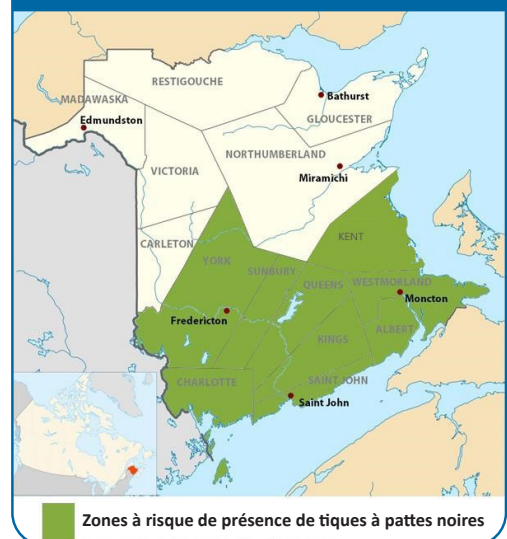 RESTIGOUCHE
MADAWASKA
Bathurst
Edmundston
GLOUCESTER
NORTHUMBERLAND
VICTORIA
Miramichi
CARLETON
KENT
YORK
SUNBURY
QUEENS
WESTMORLAND
Moncton
Fredericton
ALBERT
KINGS
CHARLOTTE
SAINT JOHN
Saint John
Zones à risque de présence de tiques à pattes noires